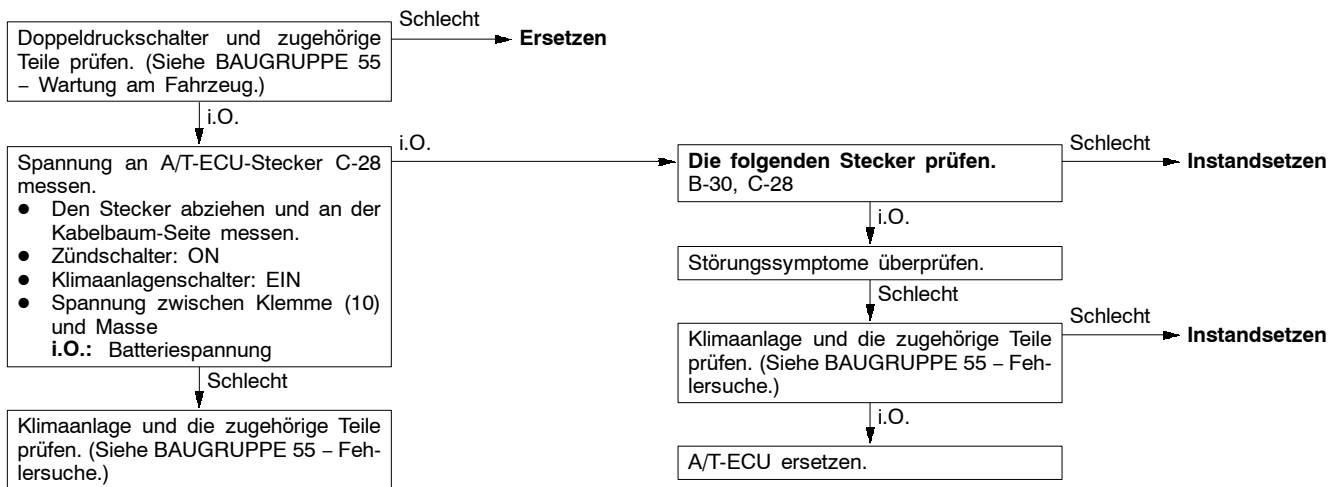 Doppeldruckschalter und zugehörige
Teile prüfen. (Siehe BAUGRUPPE 55
– Wartung am Fahrzeug.)
Schlecht
Ersetzen
i.O.
Spannung an A/T-ECU-Stecker C-28
messen.
● Den Stecker abziehen und an der
Kabelbaum-Seite messen.
● Zündschalter: ON
● Klimaanlagenschalter: EIN
● Spannung zwischen Klemme (10)
und Masse
i.O.: Batteriespannung
i.O.
Schlecht
Klimaanlage und die zugehörige Teile
prüfen. (Siehe BAUGRUPPE 55 – Feh-
lersuche.)
Die folgenden Stecker prüfen.
B-30, C-28
Schlecht
Instandsetzen
i.O.
Störungssymptome überprüfen.
Schlecht
Klimaanlage und die zugehörige Teile
prüfen. (Siehe BAUGRUPPE 55 – Feh-
lersuche.)
Schlecht
Instandsetzen
i.O.
A/T-ECU ersetzen.